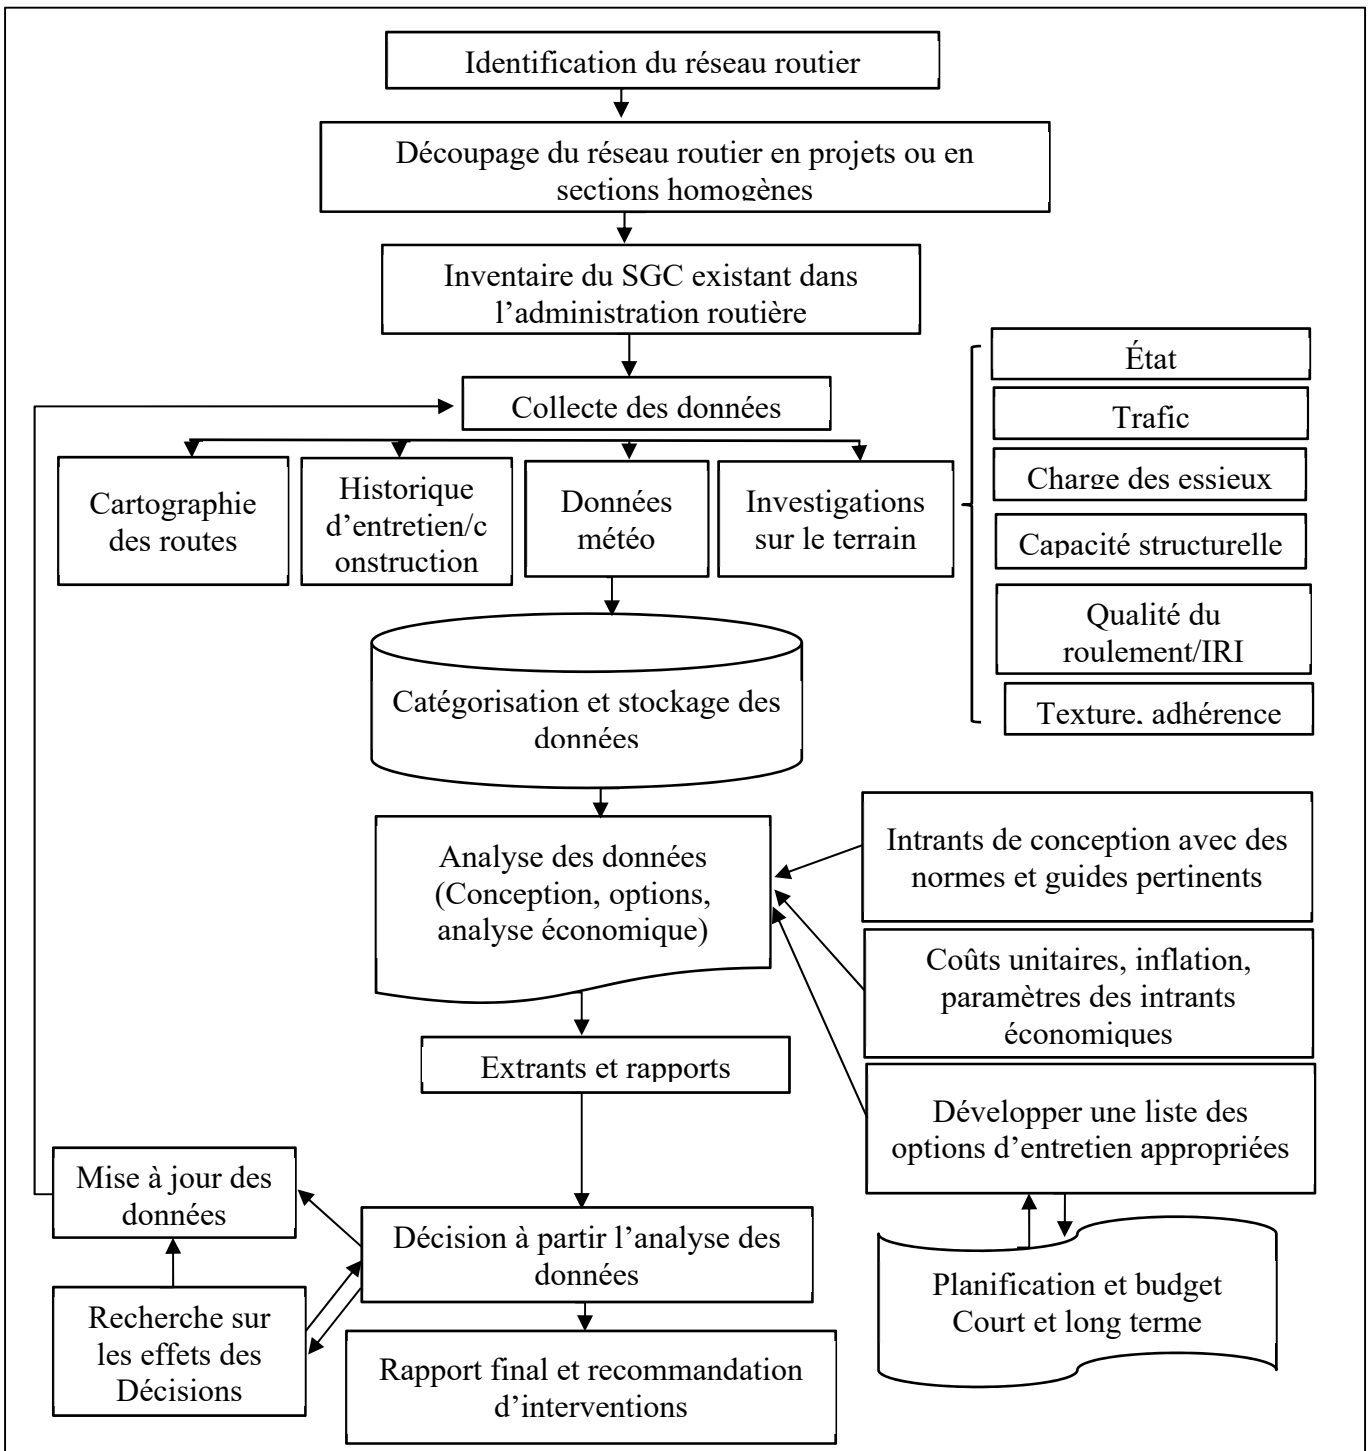 Identification du réseau routier
Découpage du réseau routier en projets ou en
sections homogènes
Inventaire du SGC existant dans
l’administration routière
Collecte des données
Cartographie
des routes
Historique
d’entretien/c
onstruction
Données
météo
Investigations
sur le terrain
État
Trafic
Charge des essieux
Capacité structurelle
Qualité du
roulement/IRI
Texture, adhérence
Catégorisation et stockage des
données
Analyse des données
(Conception, options,
analyse économique)
Intrants de conception avec des
normes et guides pertinents
Coûts unitaires, inflation,
paramètres des intrants
économiques
Développer une liste des
options d’entretien appropriées
Planification et budget
Court et long terme
Extrants et rapports
Mise à jour des
données
Décision à partir l’analyse des
données
Recherche sur
les effets des
Décisions
Rapport final et recommandation
d’interventions